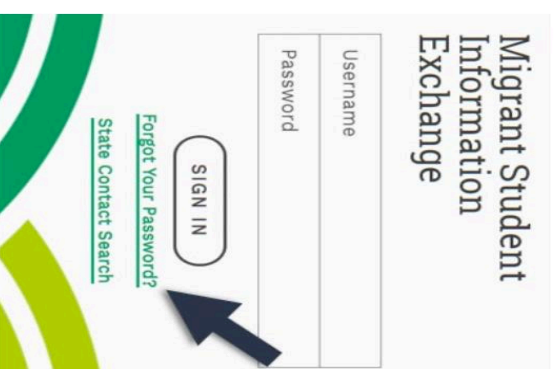 Migrant Student
Information
Exchange
Username
Password
SIGN IN
Forgot Your Password?
State Contact Search